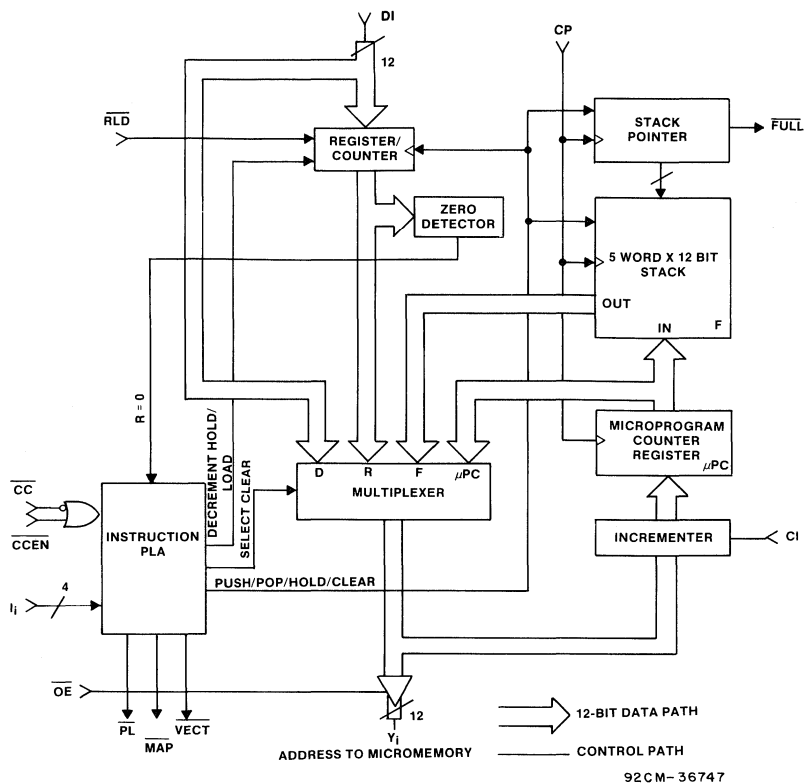 DI
CP
12
RLD
REGISTER/
COUNTER
STACK
POINTER
FULL
ZERO
DETECTOR
5 WORD X 12 BIT
STACK
OUT
IN
F
R = 0
DECREMENT HOLD/
LOAD
SELECT CLEAR
D
R
F
μPC
MULTIPLEXER
MICROPROGRAM
COUNTER
REGISTER
μPC
CC
CCEN
INSTRUCTION
PLA
INCREMENTER
CI
PUSH/POP/HOLD/CLEAR
4
Ii
OE
PL
MAP
VECT
12
Yi
ADDRESS TO MICROMEMORY
12-BIT DATA PATH
CONTROL PATH
92CM-36747